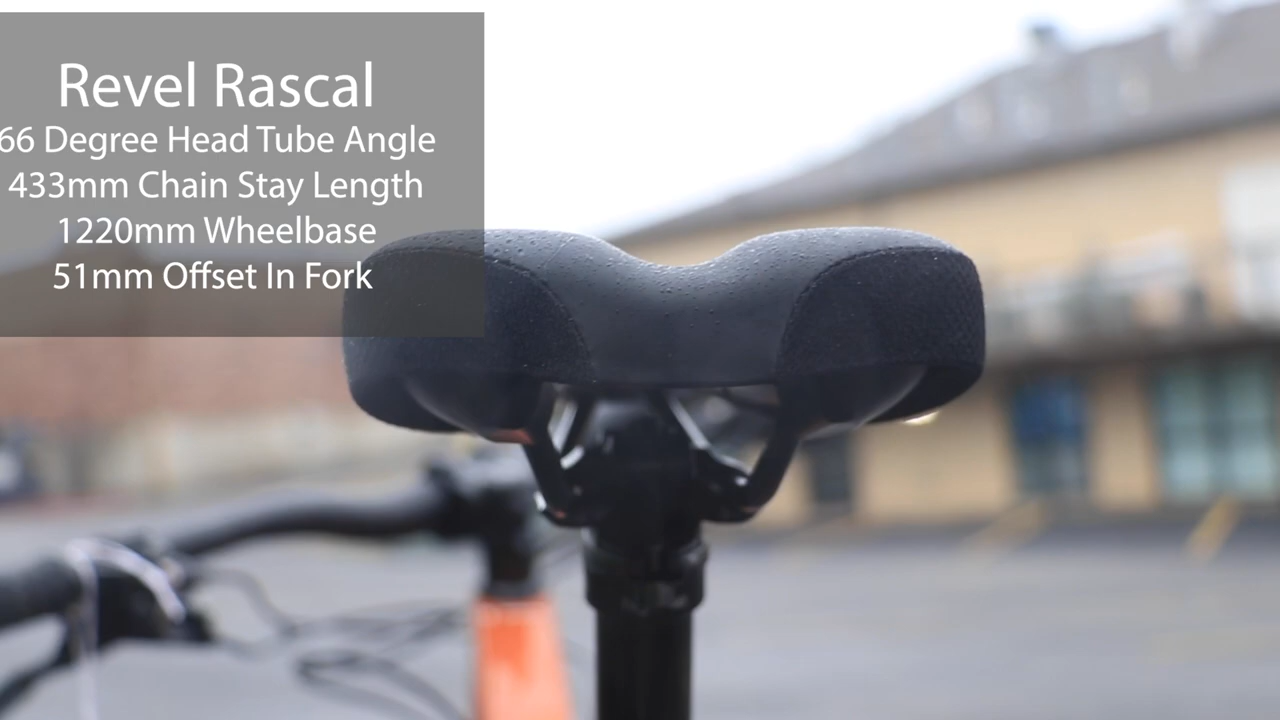 Revel Rascal
66 Degree Head Tube Angle
433mm Chain Stay Length
1220mm Wheelbase
51mm Offset In Fork